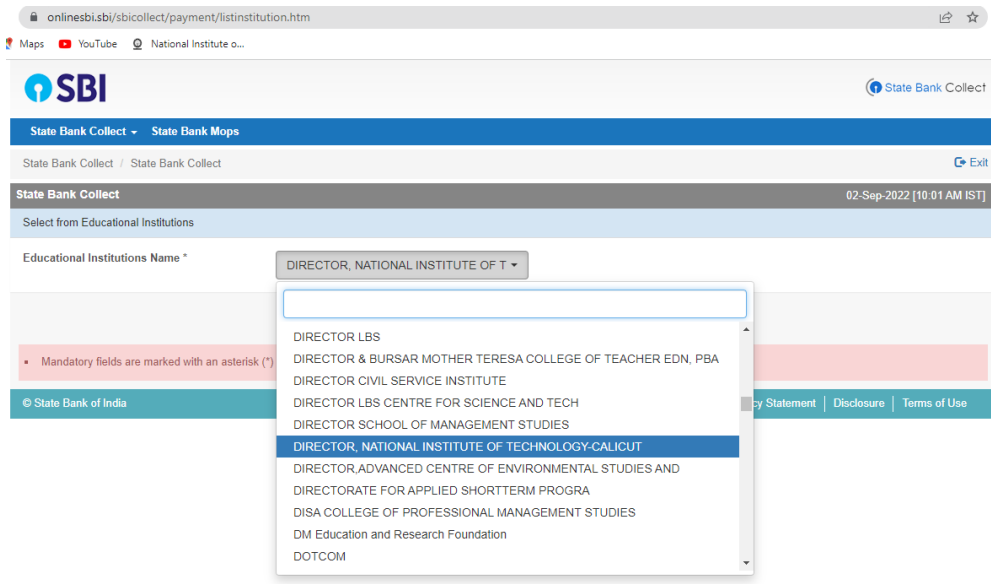 onlinesbi.sbi/sbicollect/payment/listinstitution.htm
Maps YouTube National Institute o...
SBI
State Bank Collect
State Bank Collect State Bank Mops
State Bank Collect / State Bank Collect Exit
State Bank Collect 02-Sep-2022 [10:01 AM IST]
Select from Educational Institutions
Educational Institutions Name *
DIRECTOR, NATIONAL INSTITUTE OF T
DIRECTOR LBS
DIRECTOR & BURSAR MOTHER TERESA COLLEGE OF TEACHER EDN, PBA
DIRECTOR CIVIL SERVICE INSTITUTE
DIRECTOR LBS CENTRE FOR SCIENCE AND TECH
DIRECTOR SCHOOL OF MANAGEMENT STUDIES
DIRECTOR, NATIONAL INSTITUTE OF TECHNOLOGY-CALICUT
DIRECTOR,ADVANCED CENTRE OF ENVIRONMENTAL STUDIES AND
DIRECTORATE FOR APPLIED SHORTTERM PROGRA
DISA COLLEGE OF PROFESSIONAL MANAGEMENT STUDIES
DM Education and Research Foundation
DOTCOM
Mandatory fields are marked with an asterisk (*)
© State Bank of India cy Statement | Disclosure | Terms of Use